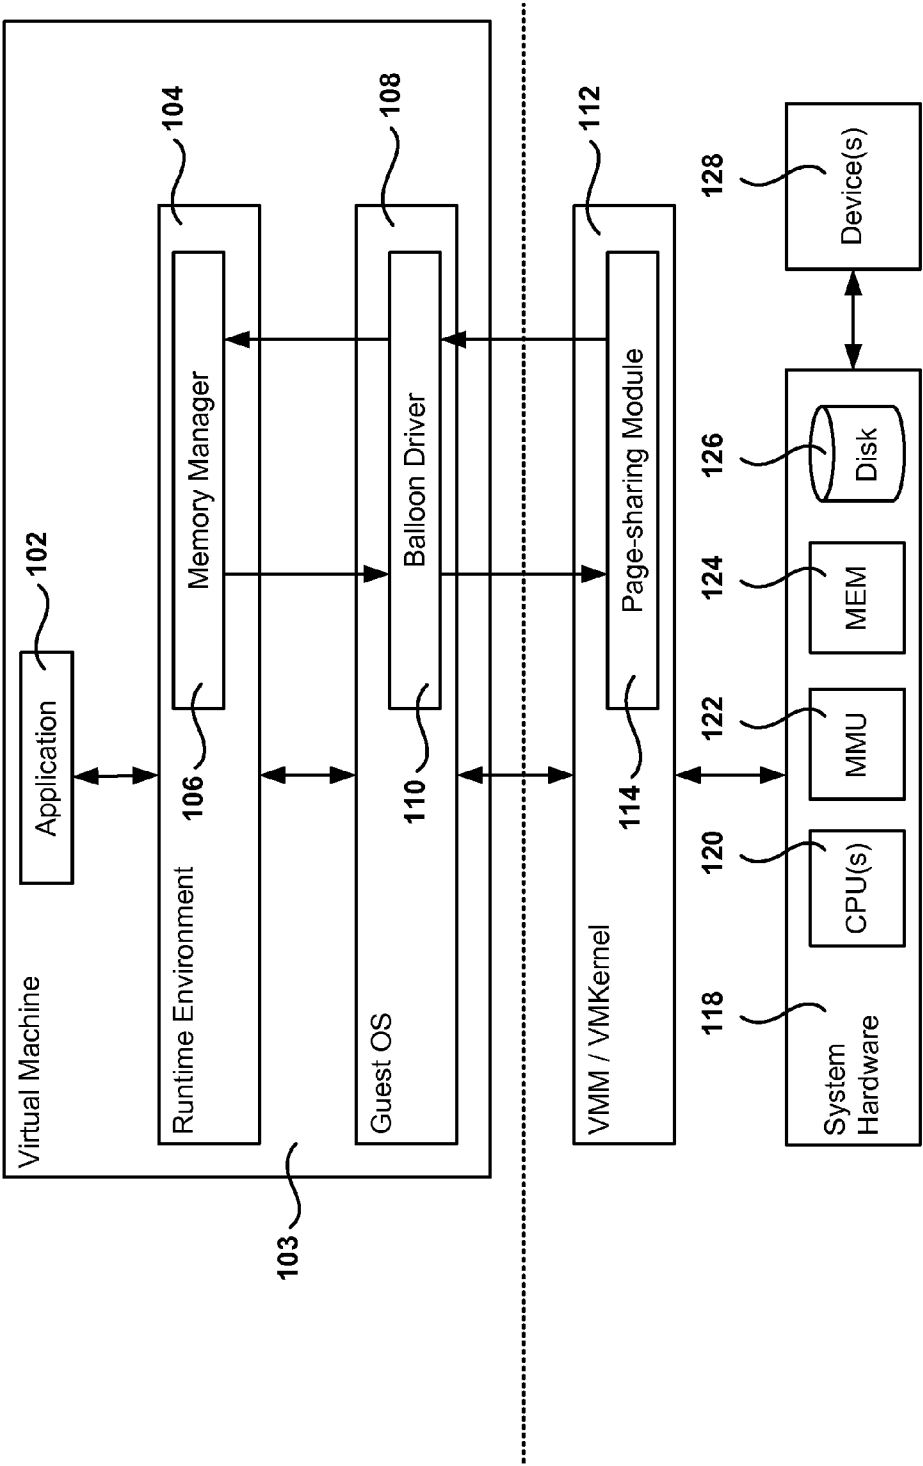 Virtual Machine
Application
102
Runtime Environment
104
Memory Manager
106
Guest OS
108
Balloon Driver
110
103
VMM / VMKernel
112
Page-sharing Module
114
118
120
122
124
126
128
System
Hardware
CPU(s)
MMU
MEM
Disk
Device(s)